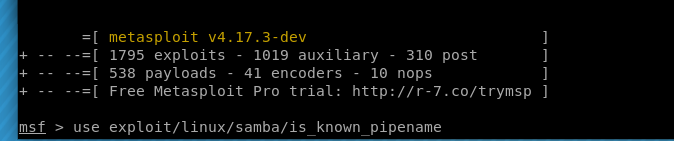 =[ metasploit v4.17.3-dev ]
+ -- --=[ 1795 exploits - 1019 auxiliary - 310 post ]
+ -- --=[ 538 payloads - 41 encoders - 10 nops ]
+ -- --=[ Free Metasploit Pro trial: http://r-7.co/trymsp ]
msf > use exploit/linux/samba/is_known_pipename